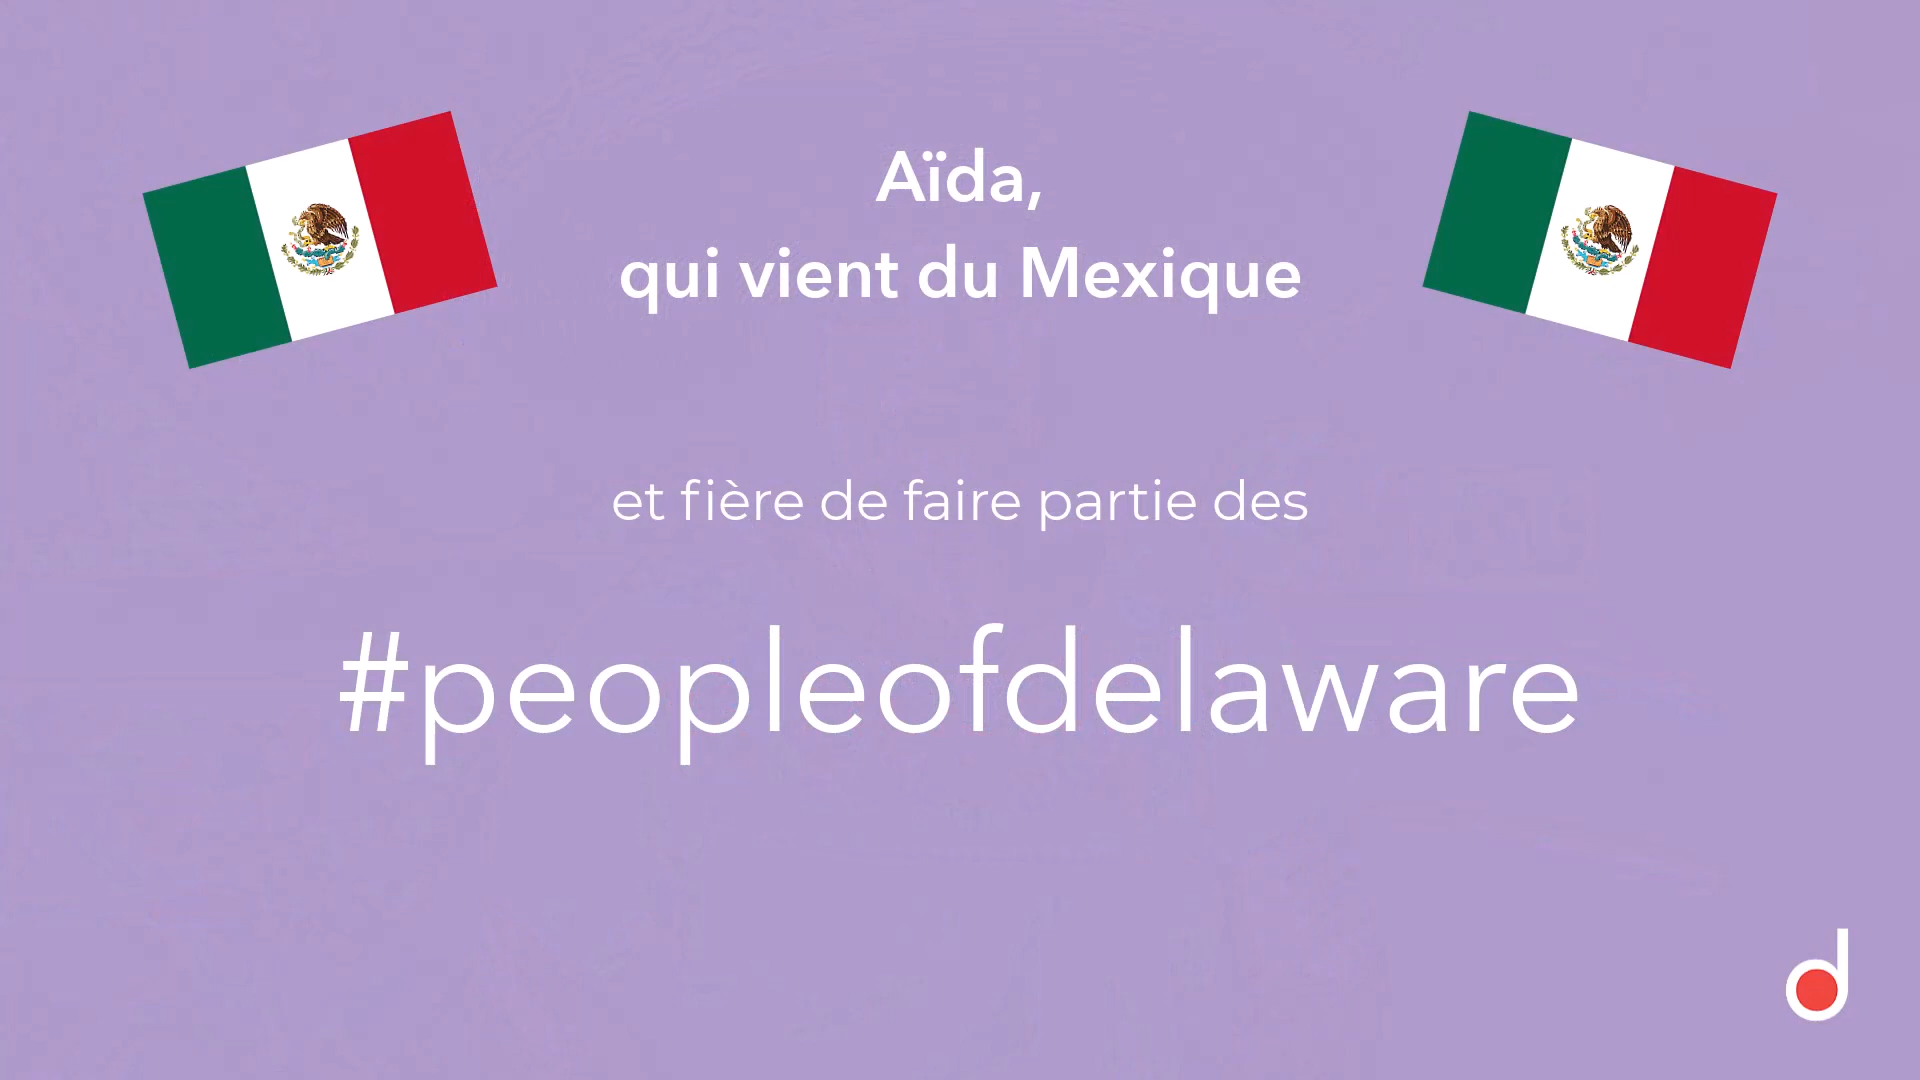 Aïda,
qui vient du Mexique
et fière de faire partie des
#peopleofdelaware